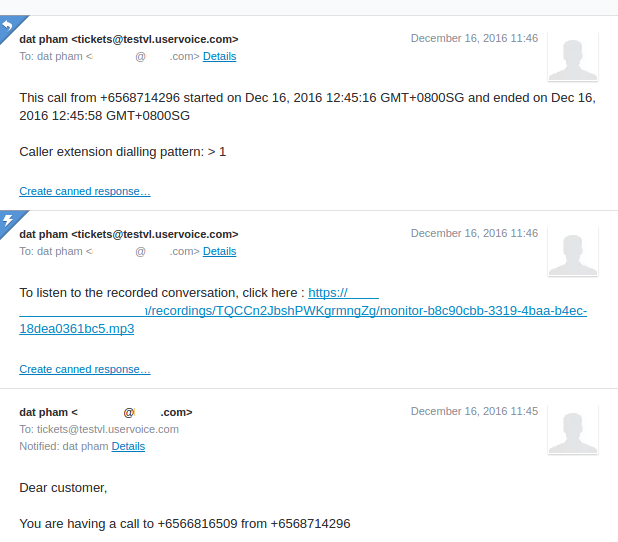 dat pham <tickets@testvl.uservoice.com>
December 16, 2016 11:46
To: dat pham < @ .com> Details
This call from +6568714296 started on Dec 16, 2016 12:45:16 GMT+0800SG and ended on Dec 16,
2016 12:45:58 GMT+0800SG
Caller extension dialling pattern: > 1
Create canned response…
dat pham <tickets@testvl.uservoice.com>
December 16, 2016 11:46
To: dat pham < @ .com> Details
To listen to the recorded conversation, click here : https://
/recordings/TQCCn2JbshPWKgrmngZg/monitor-b8c90cbb-3319-4baa-b4ec-
18dea0361bc5.mp3
Create canned response…
dat pham < @ .com>
December 16, 2016 11:45
To: tickets@testvl.uservoice.com
Notified: dat pham Details
Dear customer,
You are having a call to +6566816509 from +6568714296